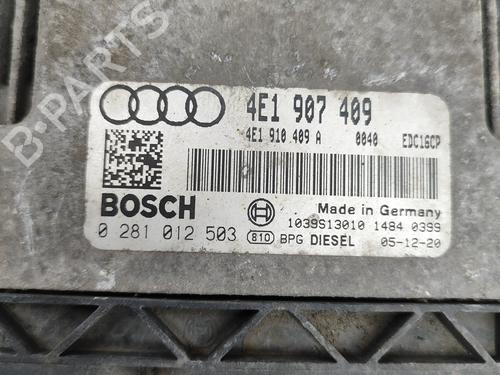 B-PARTS
4E1 907 409
4E1 910 409 A 0040 EDC16CP
BOSCH
Made in Germany
1039S13010 1484 0399
0 281 012 503 810 BPG DIESEL 05-12-20